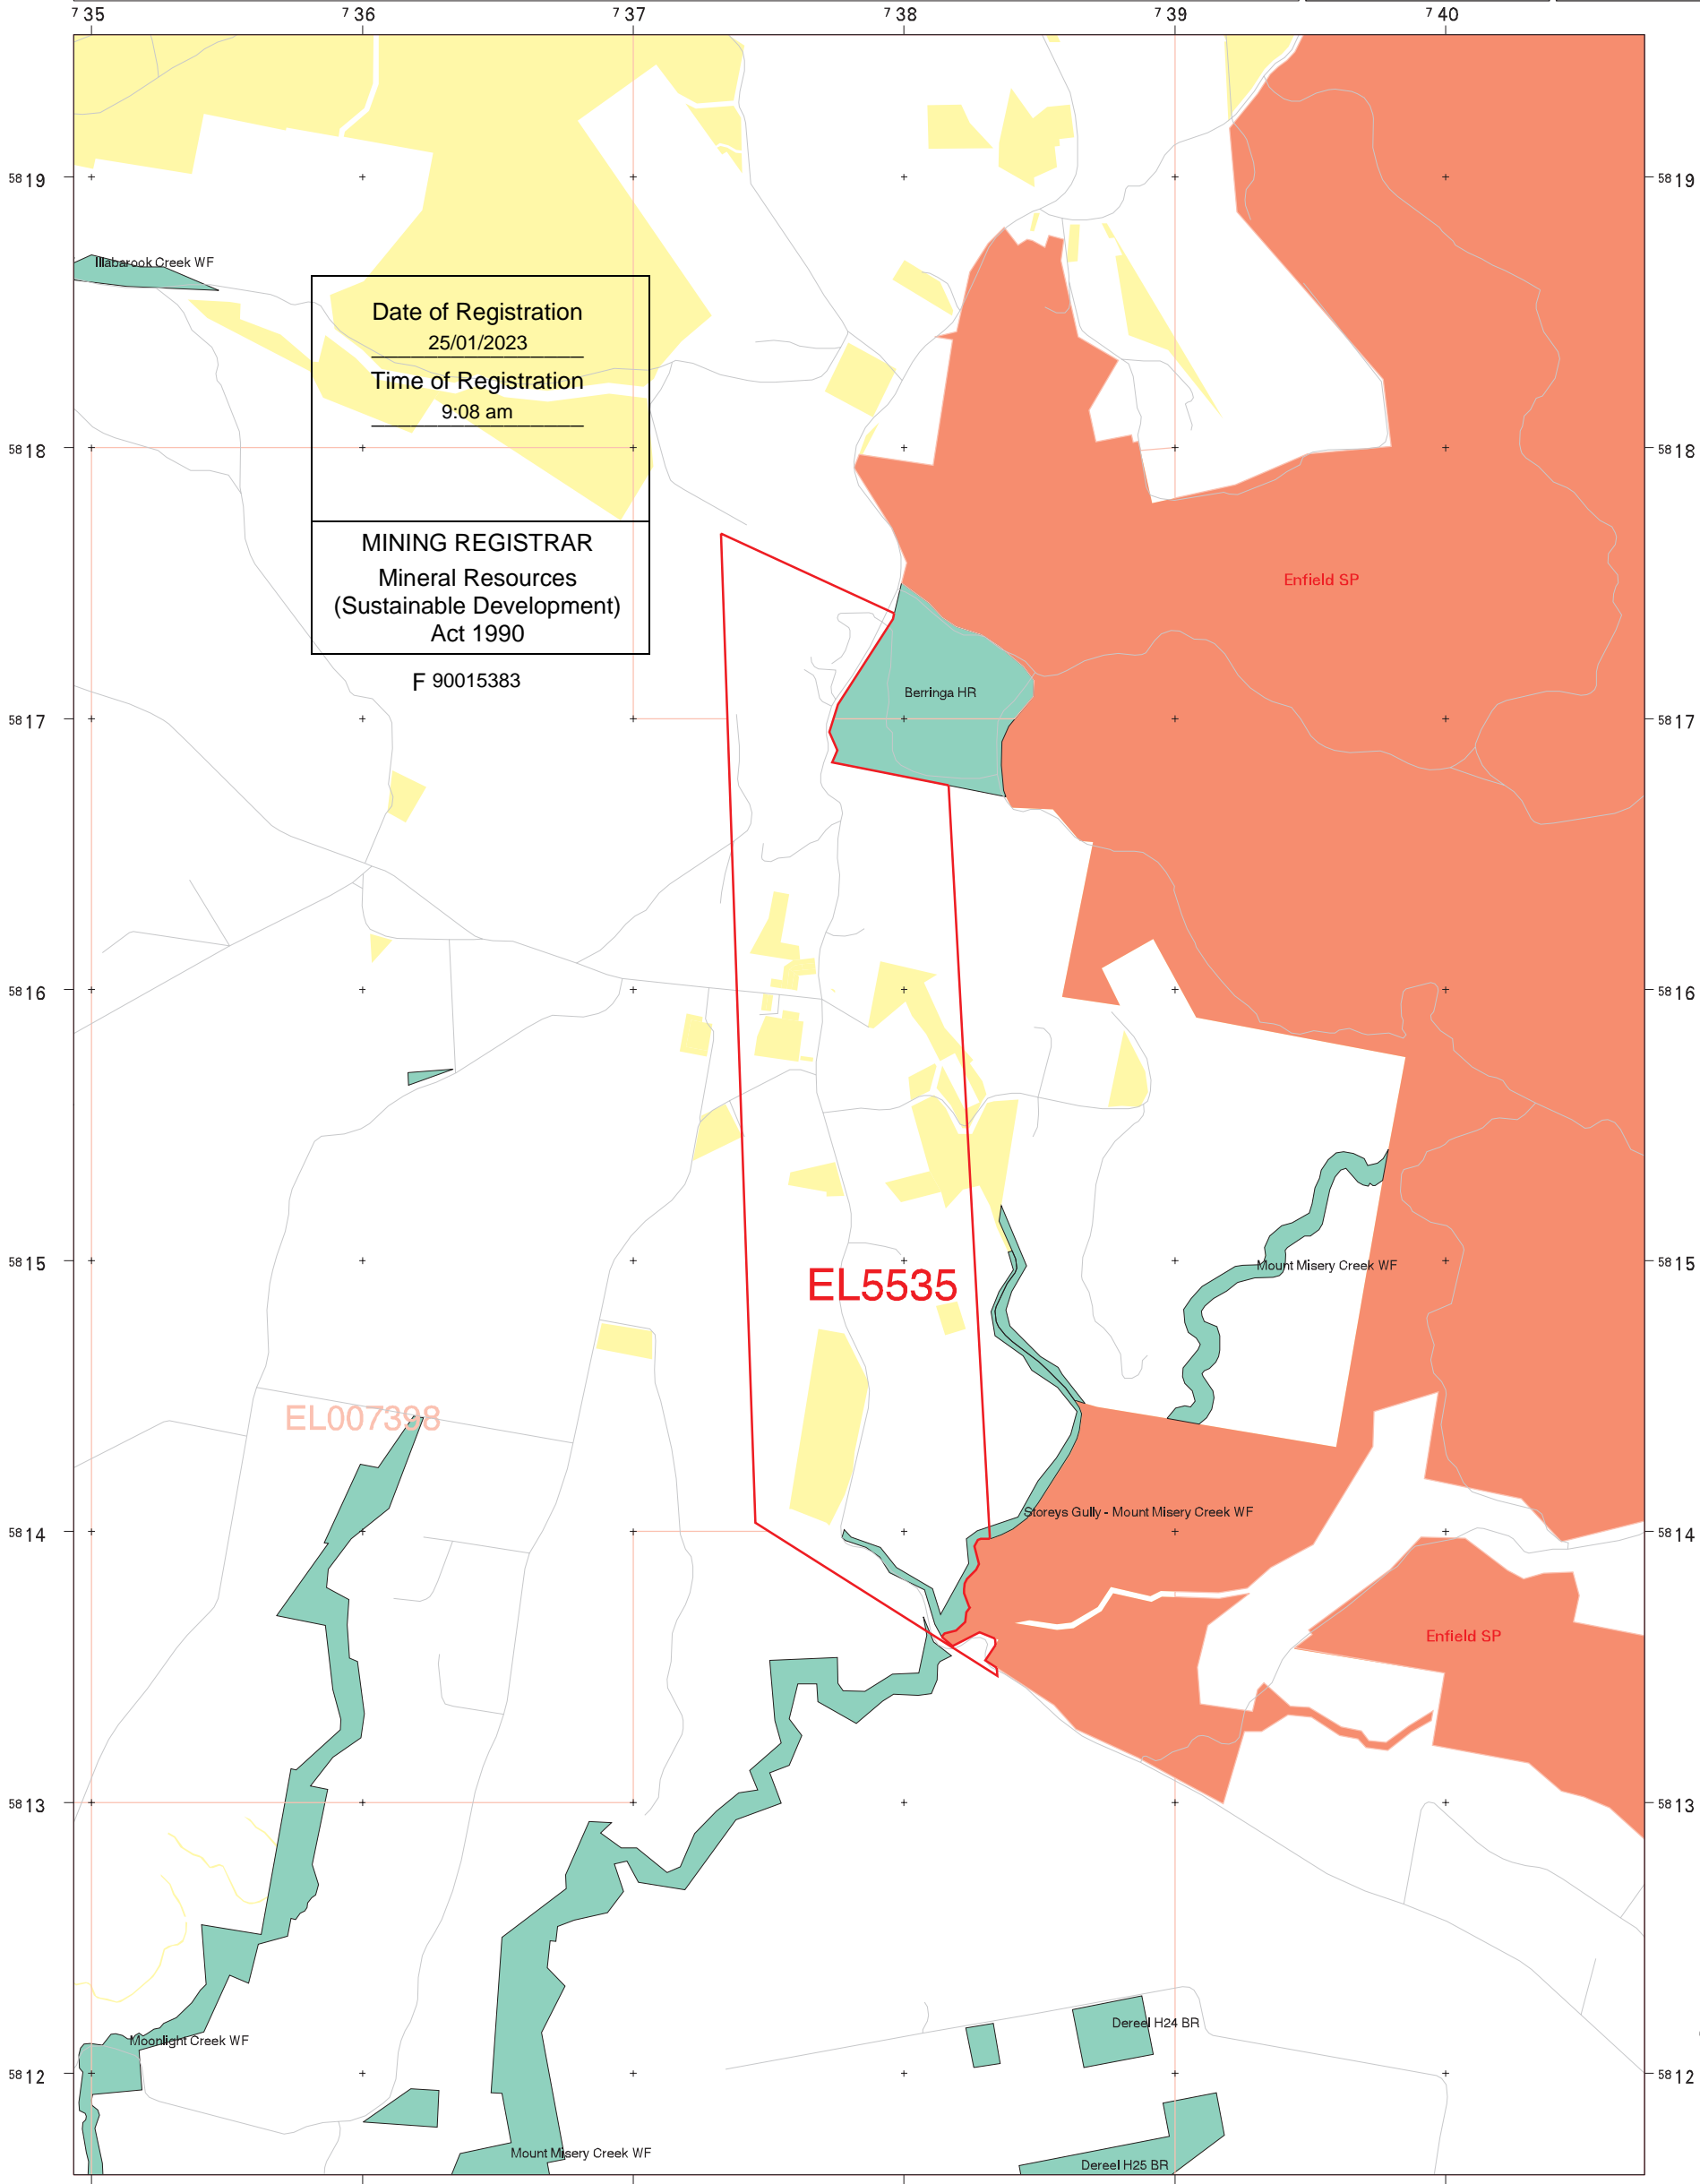 7 35 7 36 7 37 7 38 7 39 7 40
58 19 58 19
Illabarook Creek WF
Date of Registration
25/01/2023
Time of Registration
9:08 am
58 18 58 18
MINING REGISTRAR
Mineral Resources
(Sustainable Development)
Act 1990
F 90015383
Enfield SP
Berringa HR
58 17 58 17
58 16 58 16
58 15 58 15
Mount Misery Creek WF
EL5535
EL007398
Storeys Gully - Mount Misery Creek WF
58 14 58 14
Enfield SP
58 13 58 13
Dereel H24 BR
Moonlight Creek WF
58 12 58 12
Mount Misery Creek WF
Dereel H25 BR